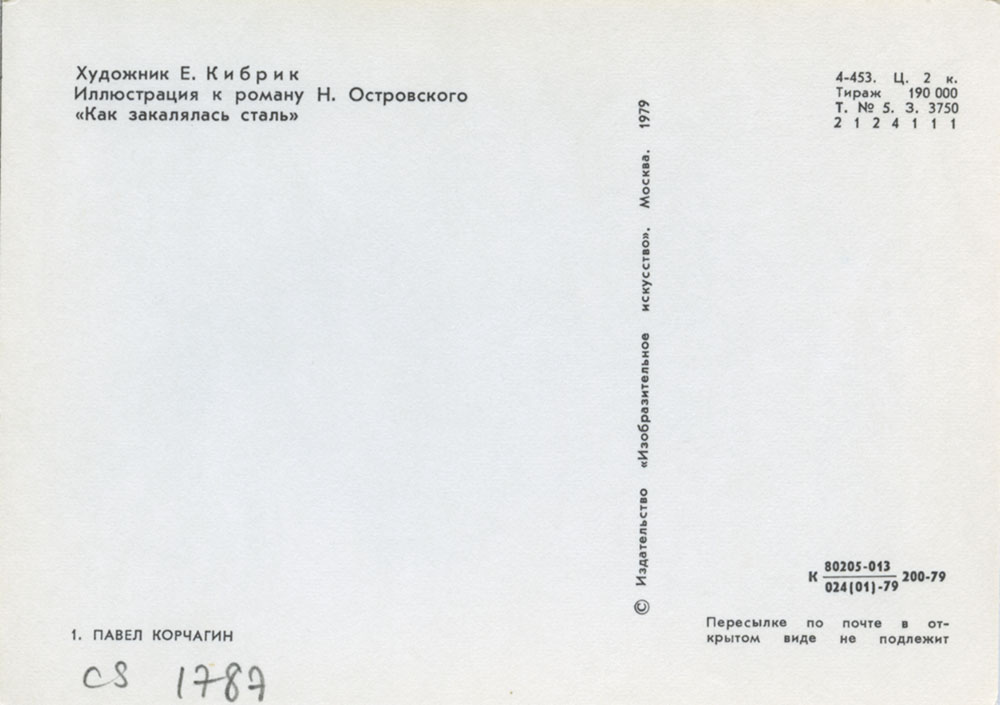 Художник Е. Кибрик
Иллюстрация к роману Н. Островского
«Как закалялась сталь»
4-453. Ц. 2 к.
Тираж 190 000
Т. № 5. З. 3750
2 1 2 4 1 1 1
© Издательство «Изобразительное искусство». Москва. 1979
80205-013
К 024(01)-79 200-79
Пересылке по почте в от-
крытом виде не подлежит
1. ПАВЕЛ КОРЧАГИН
CS 1787